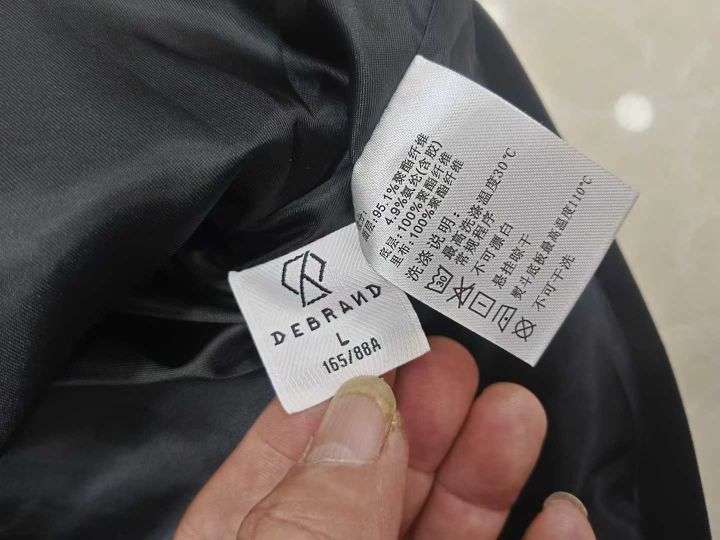 DEBRAND
L
165/88A
面层:95.1%聚酯纤维
4.9%氨纶(含胶)
底层:100%聚酯纤维
里布:100%聚酯纤维
洗涤说明:
最高洗涤温度30℃
常规程序
不可漂白
悬挂晾干
熨斗底板最高温度110℃
不可干洗
30